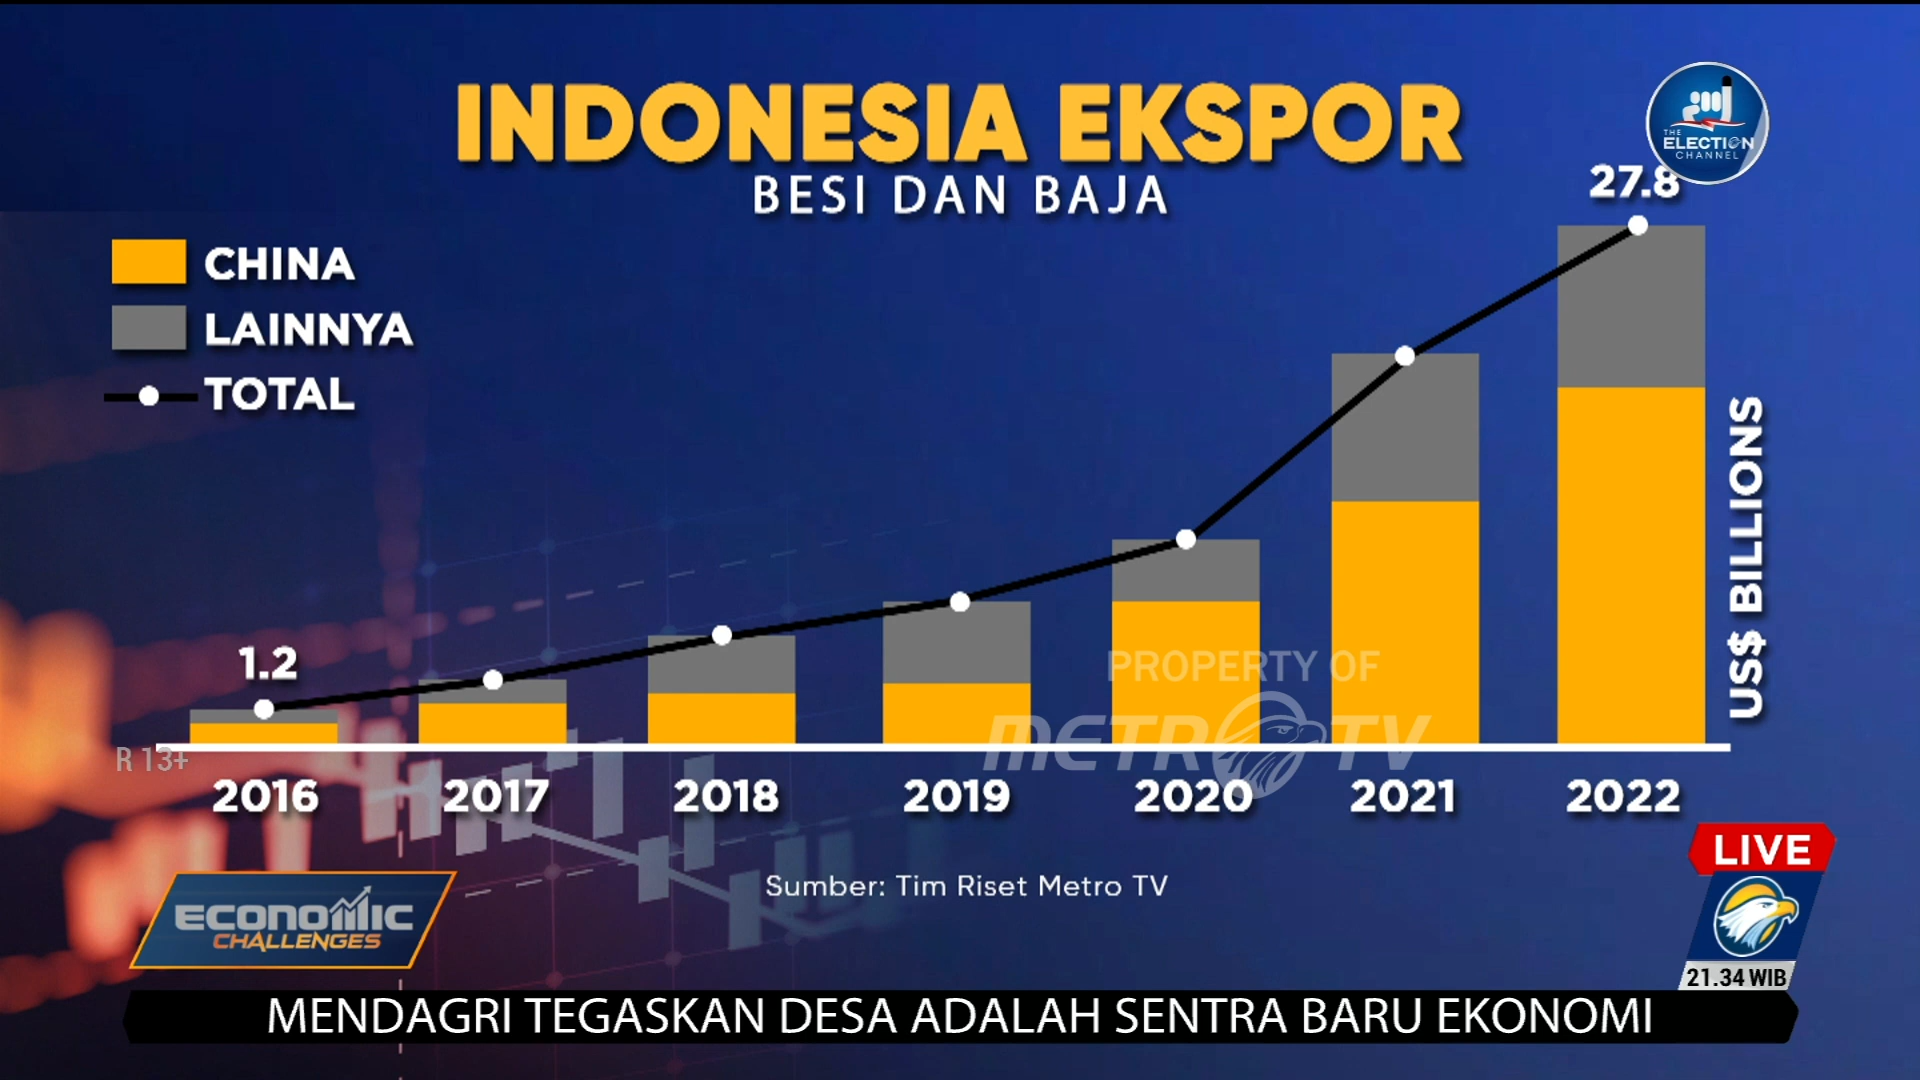 INDONESIA EKSPOR
BESI DAN BAJA
THE
ELECTION
CHANNEL
27.8
CHINA
LAINNYA
TOTAL
1.2
US$ BILLIONS
PROPERTY OF
METRO TV
R 13+
2016 2017 2018 2019 2020 2021 2022
Sumber: Tim Riset Metro TV
LIVE
ECONOMIC
CHALLENGES
21.34 WIB
MENDAGRI TEGASKAN DESA ADALAH SENTRA BARU EKONOMI